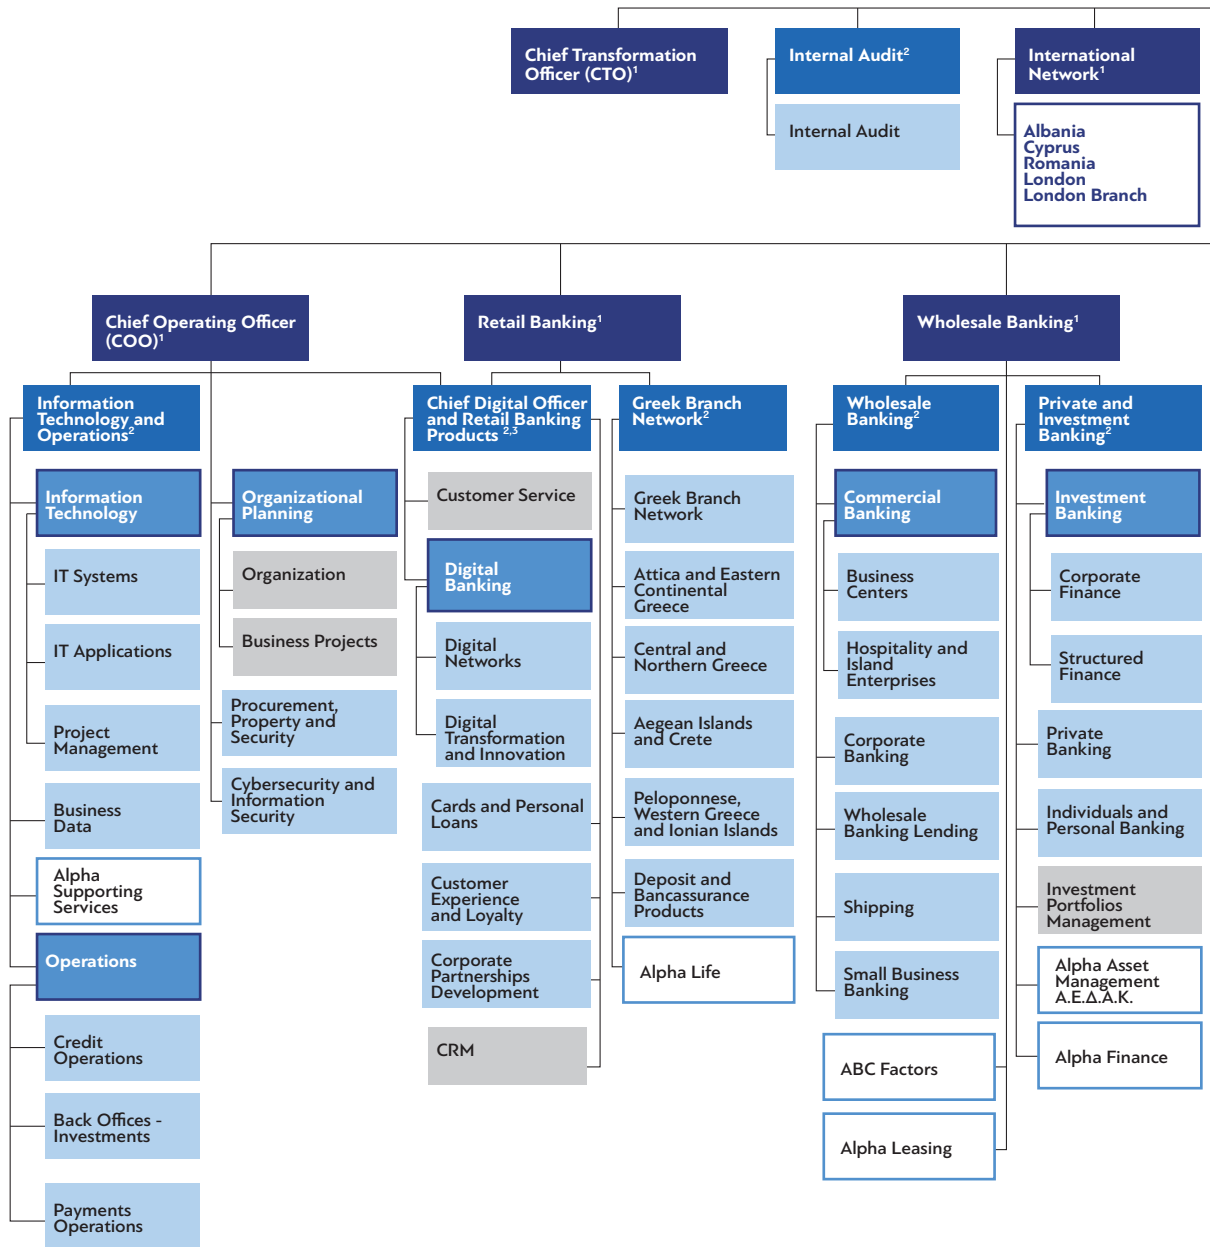 Chief Transformation
Officer (CTO)¹
Internal Audit²
Internal Audit
International
Network¹
Albania
Cyprus
Romania
London
London Branch
Chief Operating Officer
(COO)¹
Retail Banking¹
Wholesale Banking¹
Information
Technology and
Operations²
Information
Technology
IT Systems
IT Applications
Project
Management
Business
Data
Alpha
Supporting
Services
Operations
Credit
Operations
Back Offices -
Investments
Payments
Operations
Organizational
Planning
Organization
Business Projects
Procurement,
Property and
Security
Cybersecurity and
Information
Security
Chief Digital Officer
and Retail Banking
Products ²,³
Customer Service
Digital
Banking
Digital
Networks
Digital
Transformation
and Innovation
Cards and Personal
Loans
Customer
Experience
and Loyalty
Corporate
Partnerships
Development
CRM
Greek Branch
Network²
Greek Branch
Network
Attica and Eastern
Continental
Greece
Central and
Northern Greece
Aegean Islands
and Crete
Peloponnese,
Western Greece
and Ionian Islands
Deposit and
Bancassurance
Products
Alpha Life
Wholesale
Banking²
Commercial
Banking
Business
Centers
Hospitality and
Island
Enterprises
Corporate
Banking
Wholesale
Banking Lending
Shipping
Small Business
Banking
ABC Factors
Alpha Leasing
Private and
Investment
Banking²
Investment
Banking
Corporate
Finance
Structured
Finance
Private
Banking
Individuals and
Personal Banking
Investment
Portfolios
Management
Alpha Asset
Management
Α.Ε.Δ.Α.Κ.
Alpha Finance